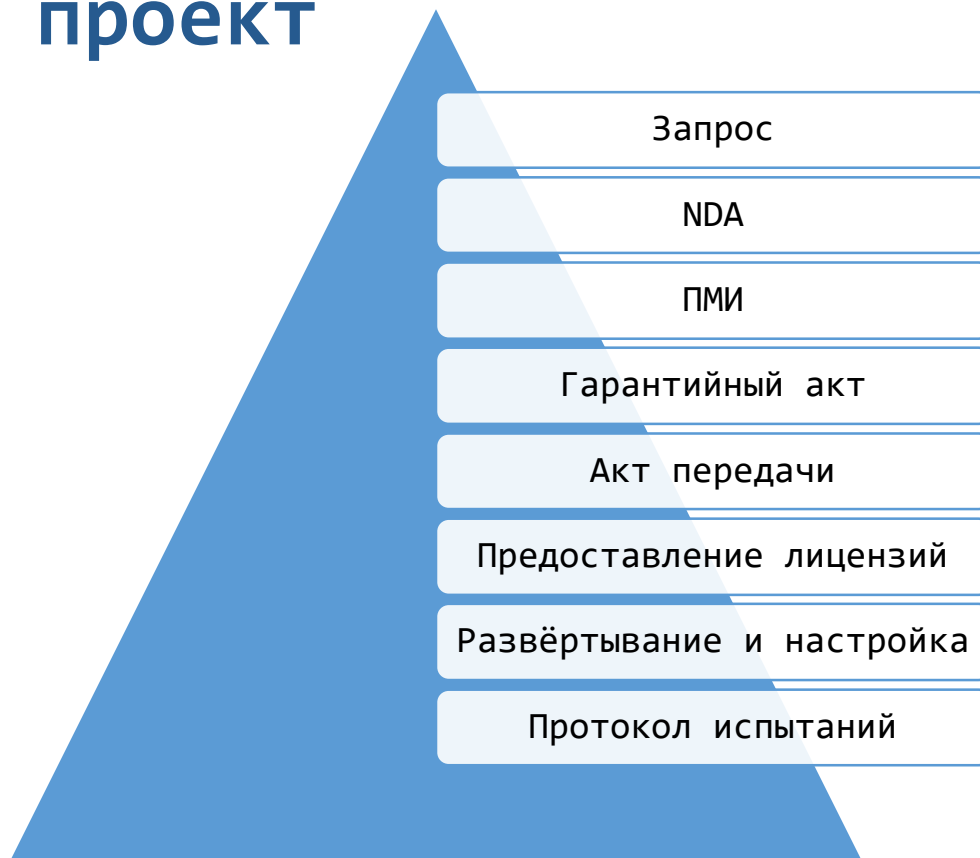 проект
Запрос
NDA
ПМИ
Гарантийный акт
Акт передачи
Предоставление лицензий
Развёртывание и настройка
Протокол испытаний